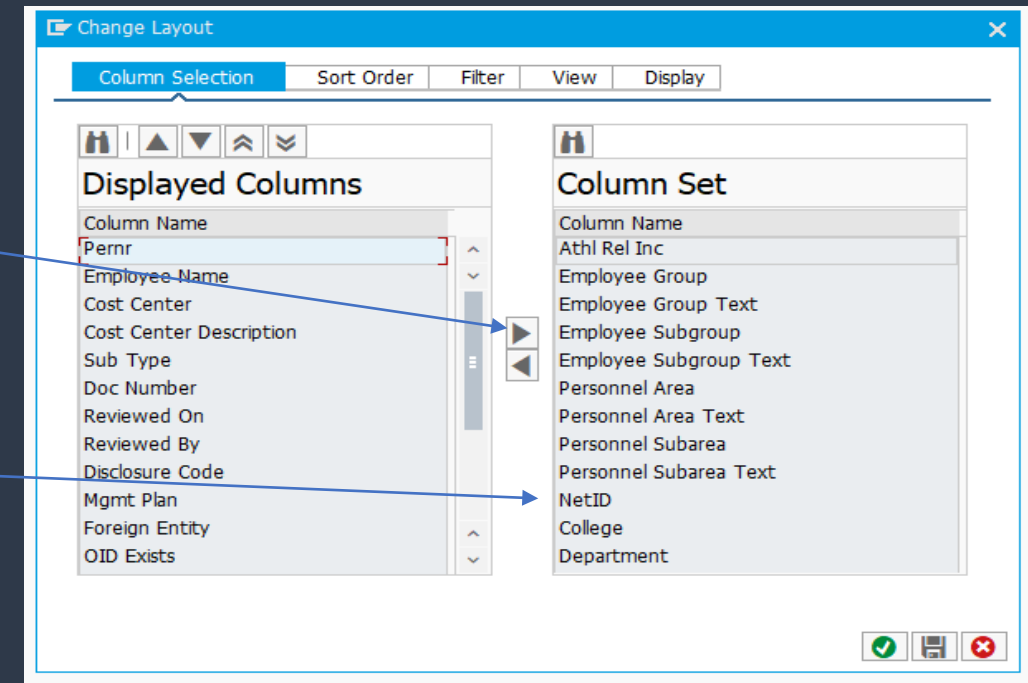 Change Layout
Column Selection
Sort Order
Filter
View
Display
Displayed Columns
Column Name
Pernr
Employee Name
Cost Center
Cost Center Description
Sub Type
Doc Number
Reviewed On
Reviewed By
Disclosure Code
Mgmt Plan
Foreign Entity
OID Exists
Column Set
Column Name
Athl Rel Inc
Employee Group
Employee Group Text
Employee Subgroup
Employee Subgroup Text
Personnel Area
Personnel Area Text
Personnel Subarea
Personnel Subarea Text
NetID
College
Department